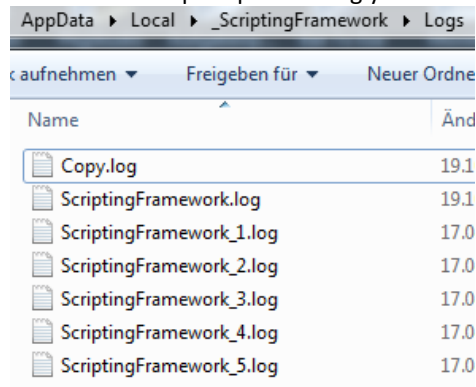 AppData ▸ Local ▸ _ScriptingFramework ▸ Logs
aufnehmen ▾ Freigeben für ▾ Neuer Ordne
Name Änd
Copy.log 19.1
ScriptingFramework.log 19.1
ScriptingFramework_1.log 17.0
ScriptingFramework_2.log 17.0
ScriptingFramework_3.log 17.0
ScriptingFramework_4.log 17.0
ScriptingFramework_5.log 17.0